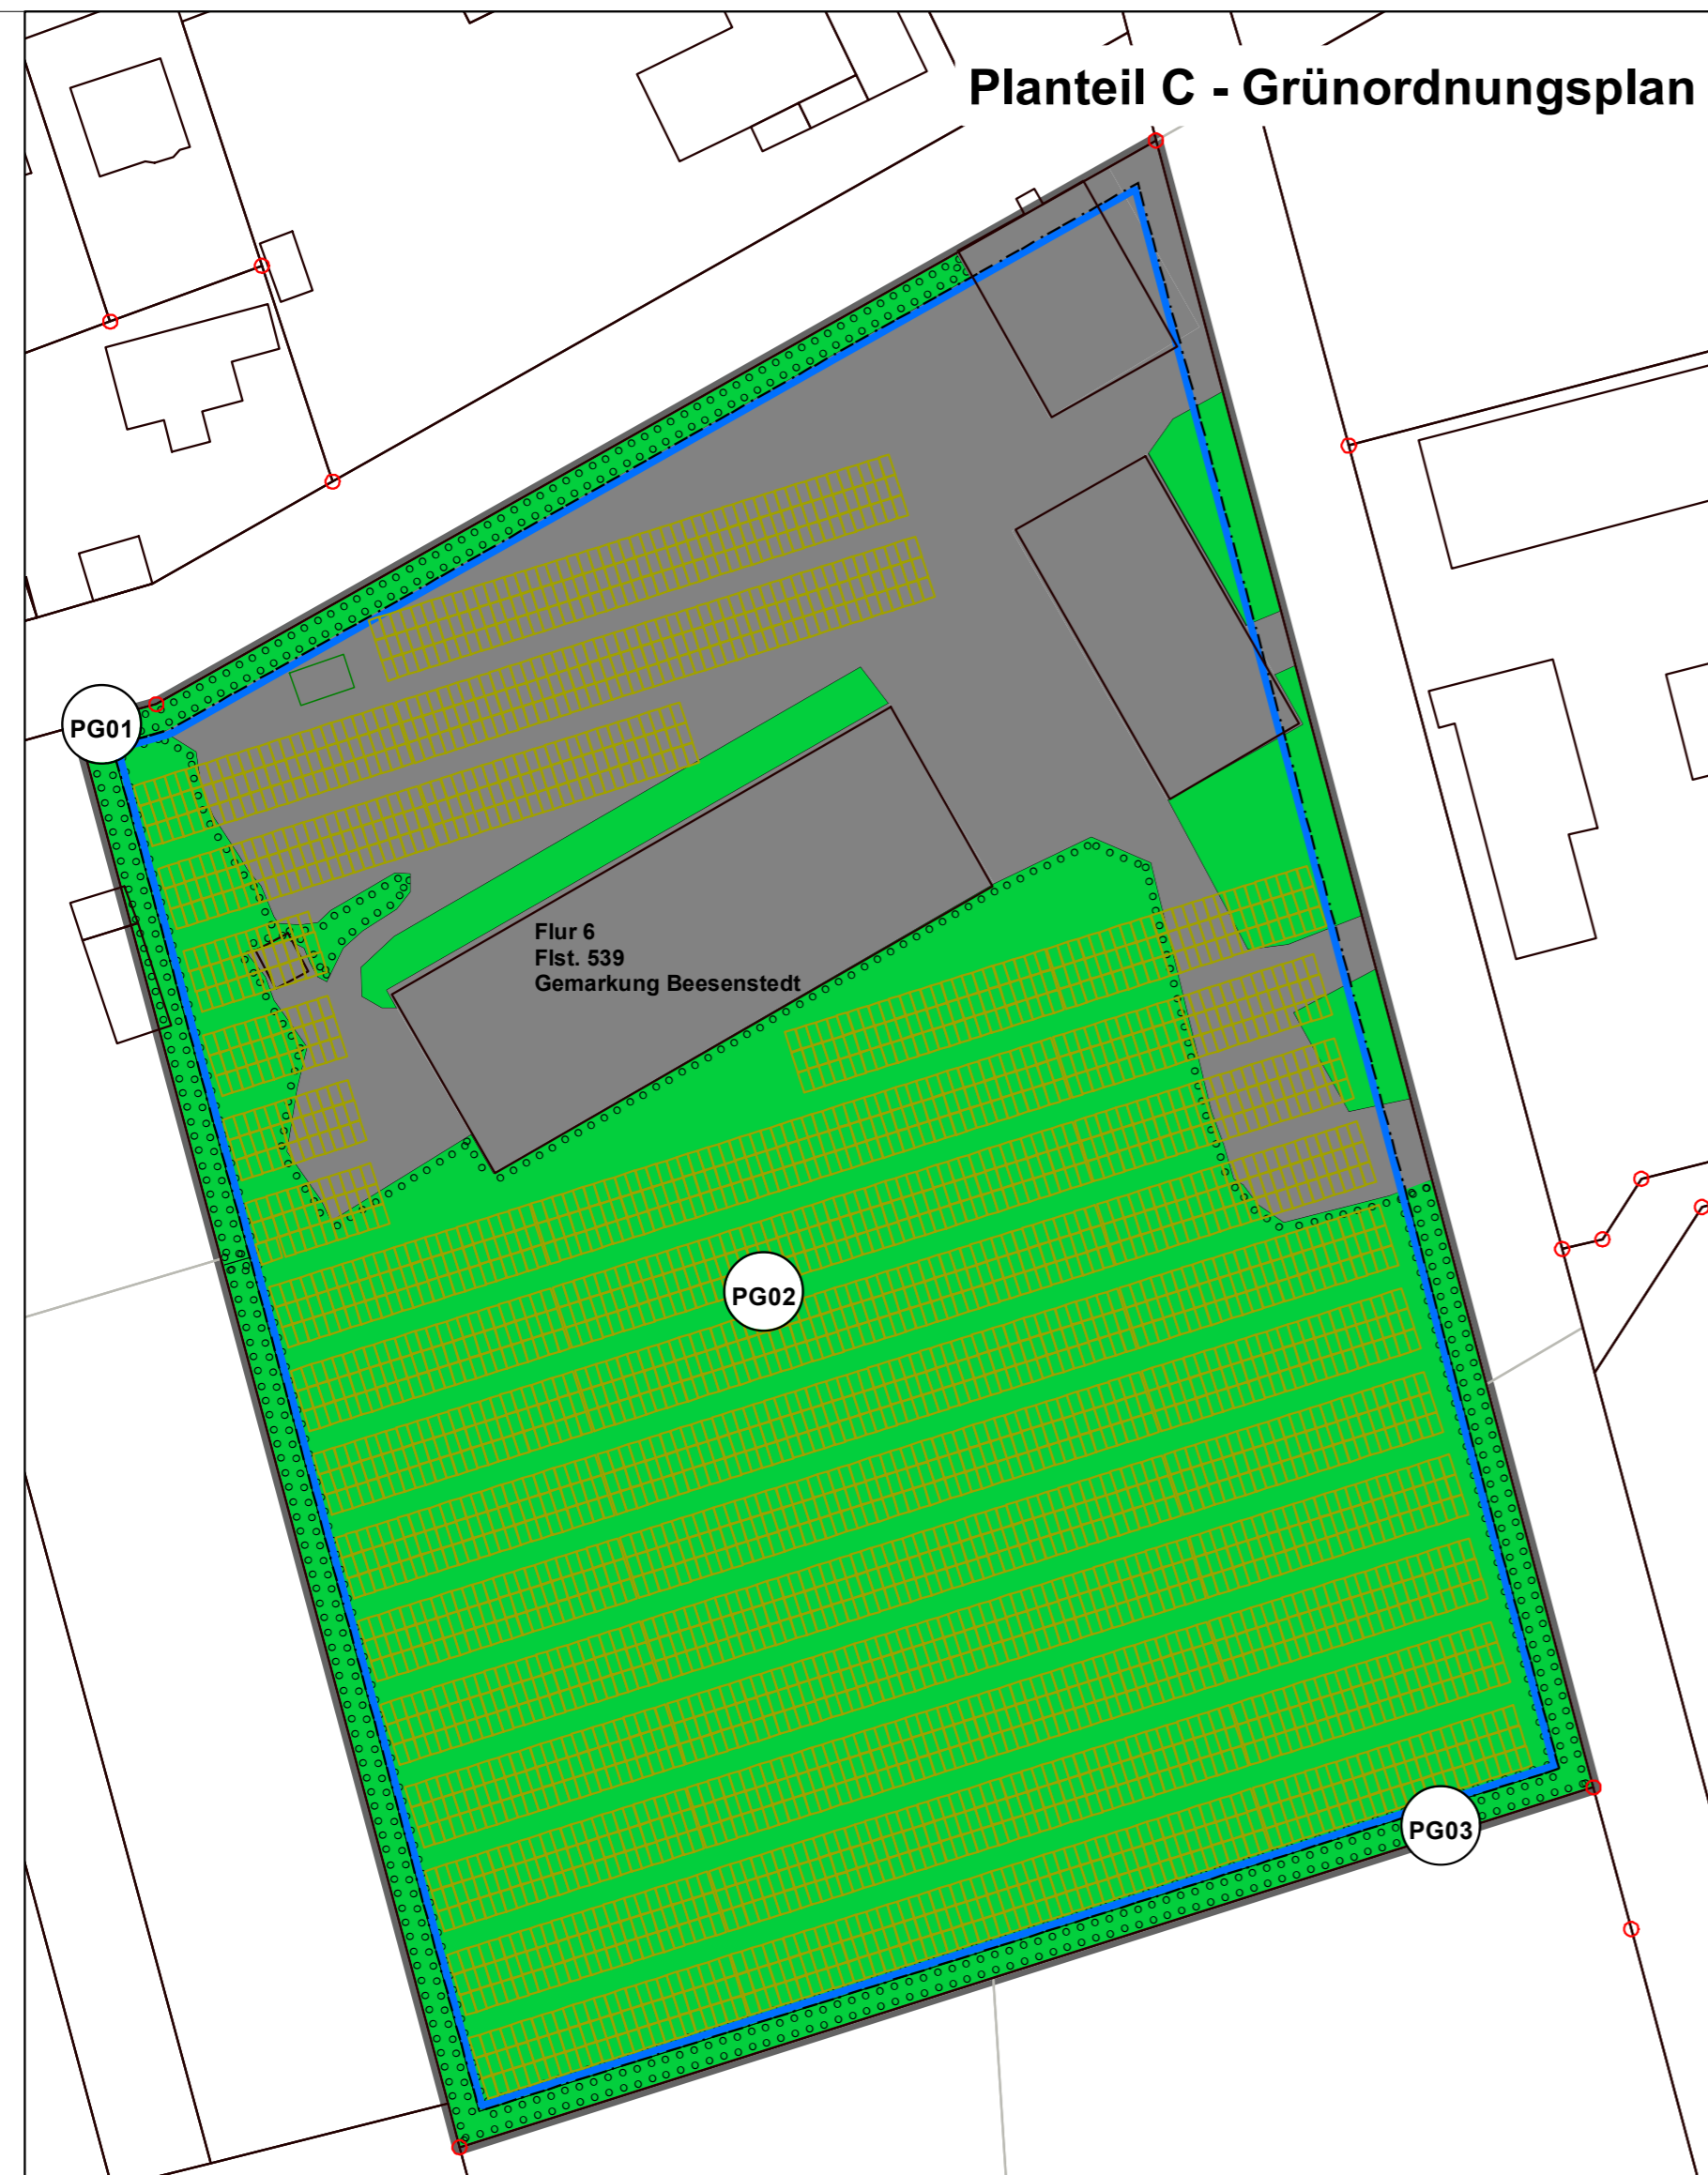 Planteil C - Grünordnungsplan
PG01
Flur 6
Flst. 539
Gemarkung Beesenstedt
PG02
PG03